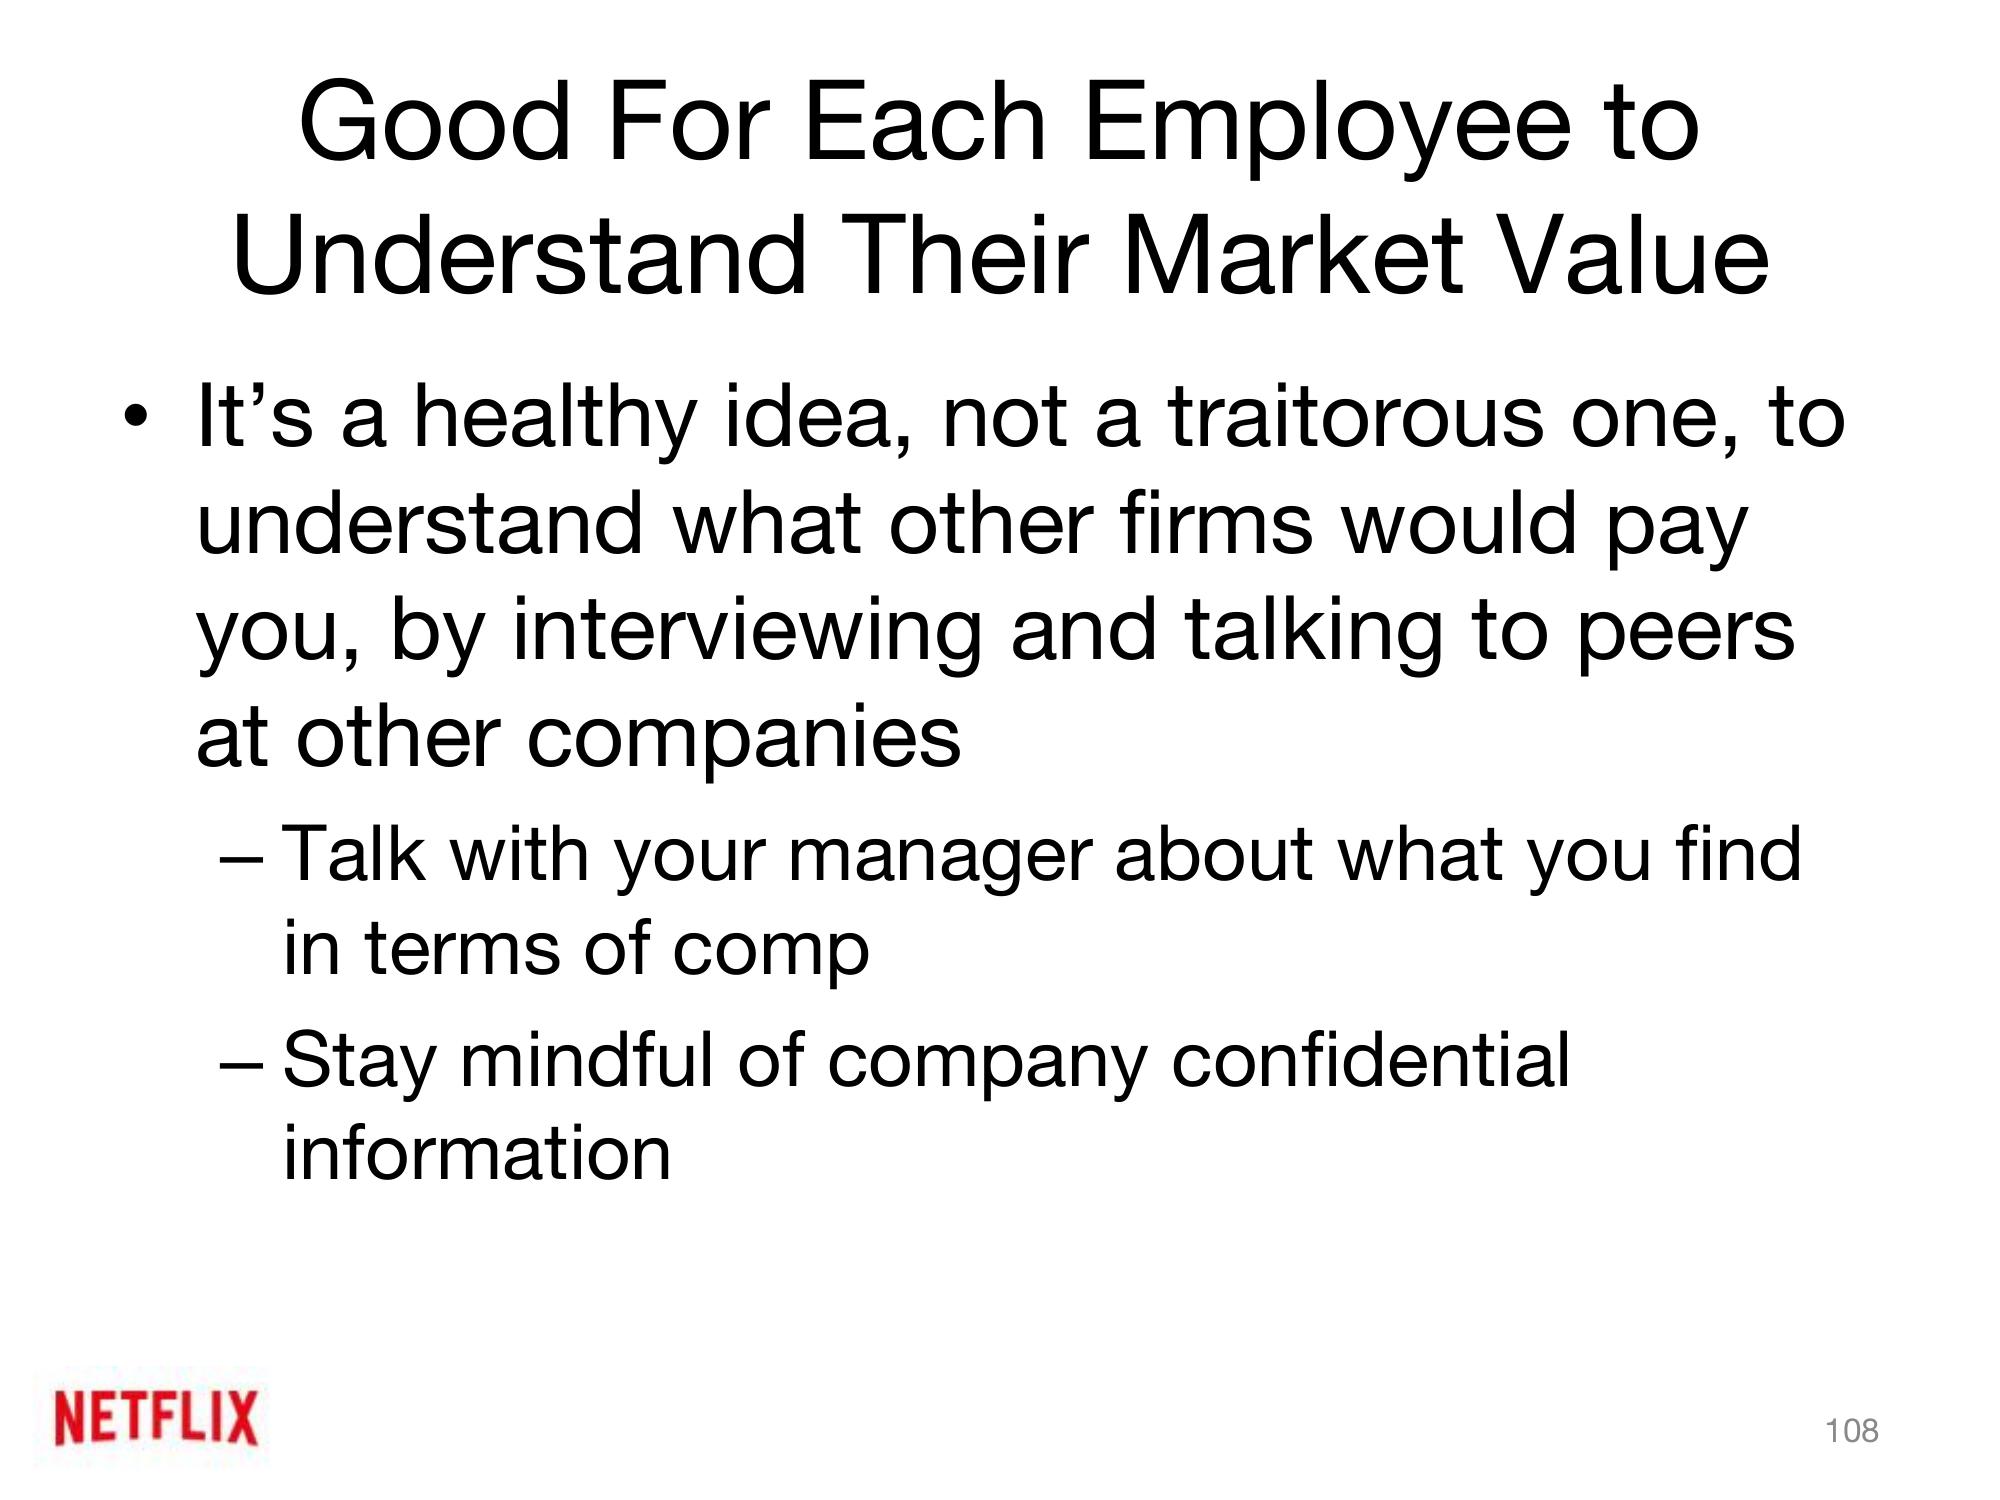 Good For Each Employee to
Understand Their Market Value
• It’s a healthy idea, not a traitorous one, to
understand what other firms would pay
you, by interviewing and talking to peers
at other companies
– Talk with your manager about what you find
in terms of comp
– Stay mindful of company confidential
information
NETFLIX
108